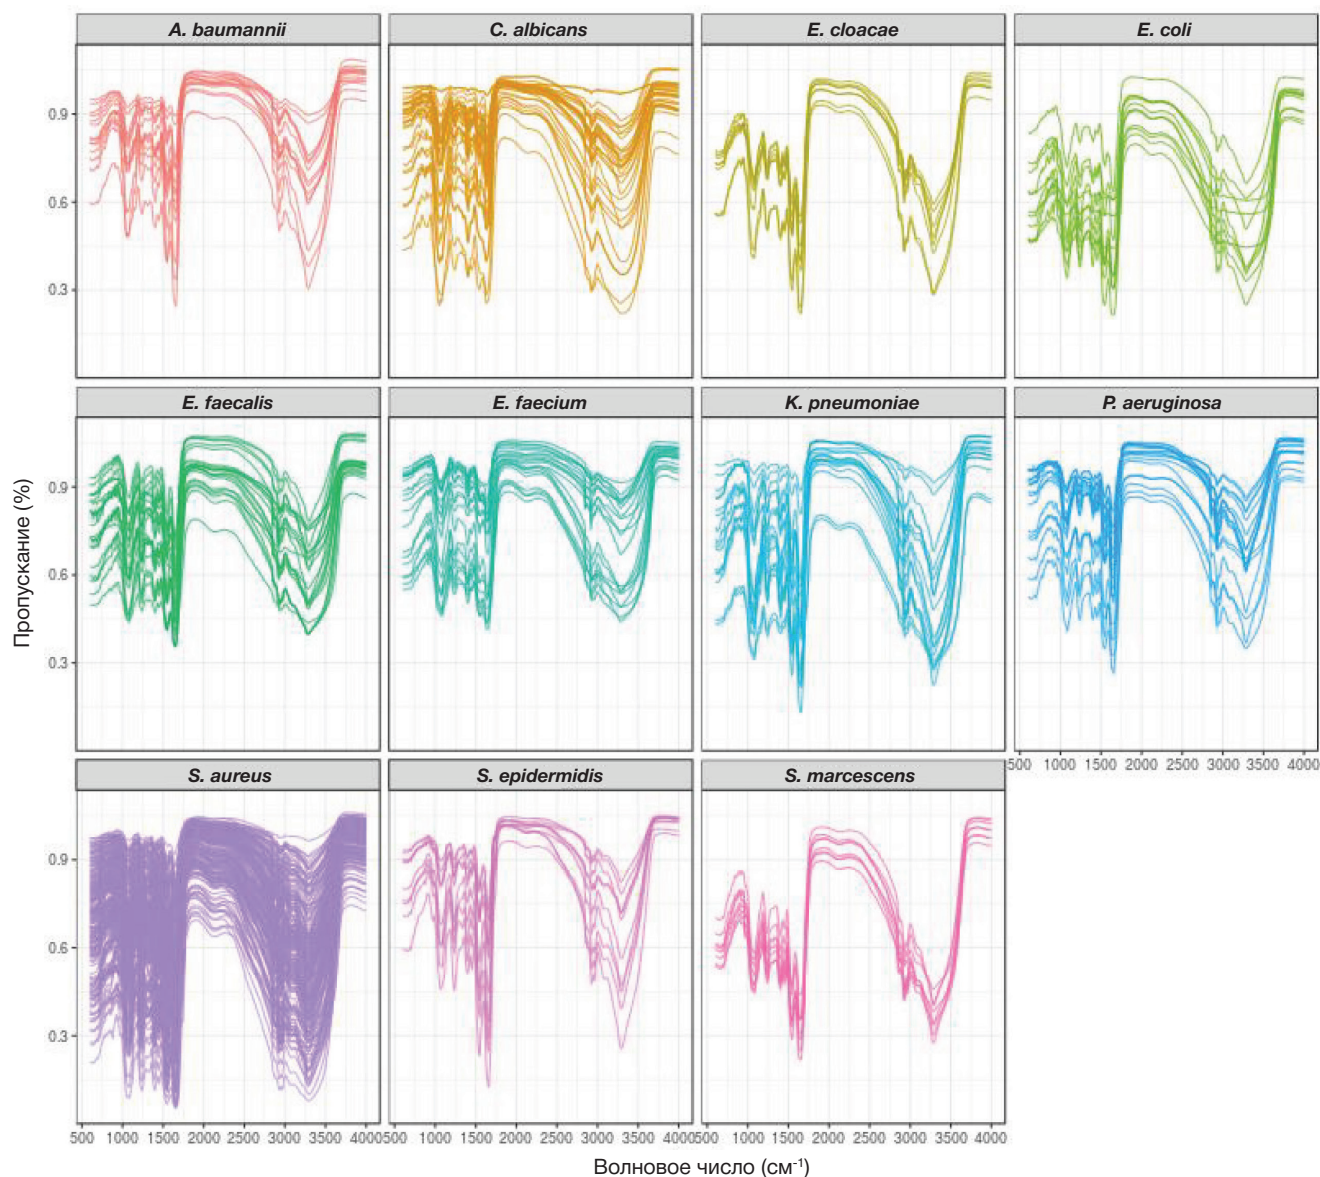 A. baumannii
C. albicans
E. cloacae
E. coli
0.9
0.6
0.3
E. faecalis
E. faecium
K. pneumoniae
P. aeruginosa
0.9
0.6
0.3
Пропускание (%)
500 1000 1500 2000 2500 3000 3500 4000
S. aureus
S. epidermidis
S. marcescens
0.9
0.6
0.3
500 1000 1500 2000 2500 3000 3500 4000
500 1000 1500 2000 2500 3000 3500 4000
500 1000 1500 2000 2500 3000 3500 4000
Волновое число (см⁻¹)